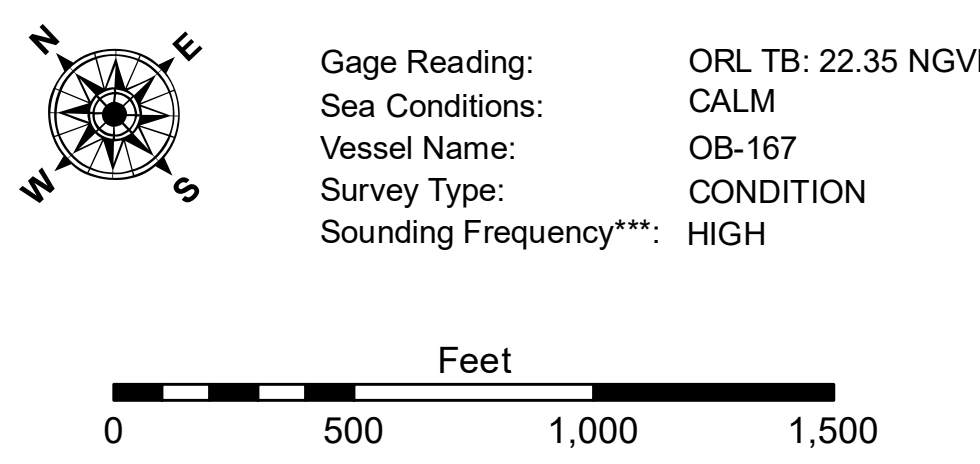 N E
W S
Gage Reading: ORL TB: 22.35
Sea Conditions: CALM
Vessel Name: OB-167
Survey Type: CONDITION
Sounding Frequency***: HIGH
Feet
0 500 1,000 1,500